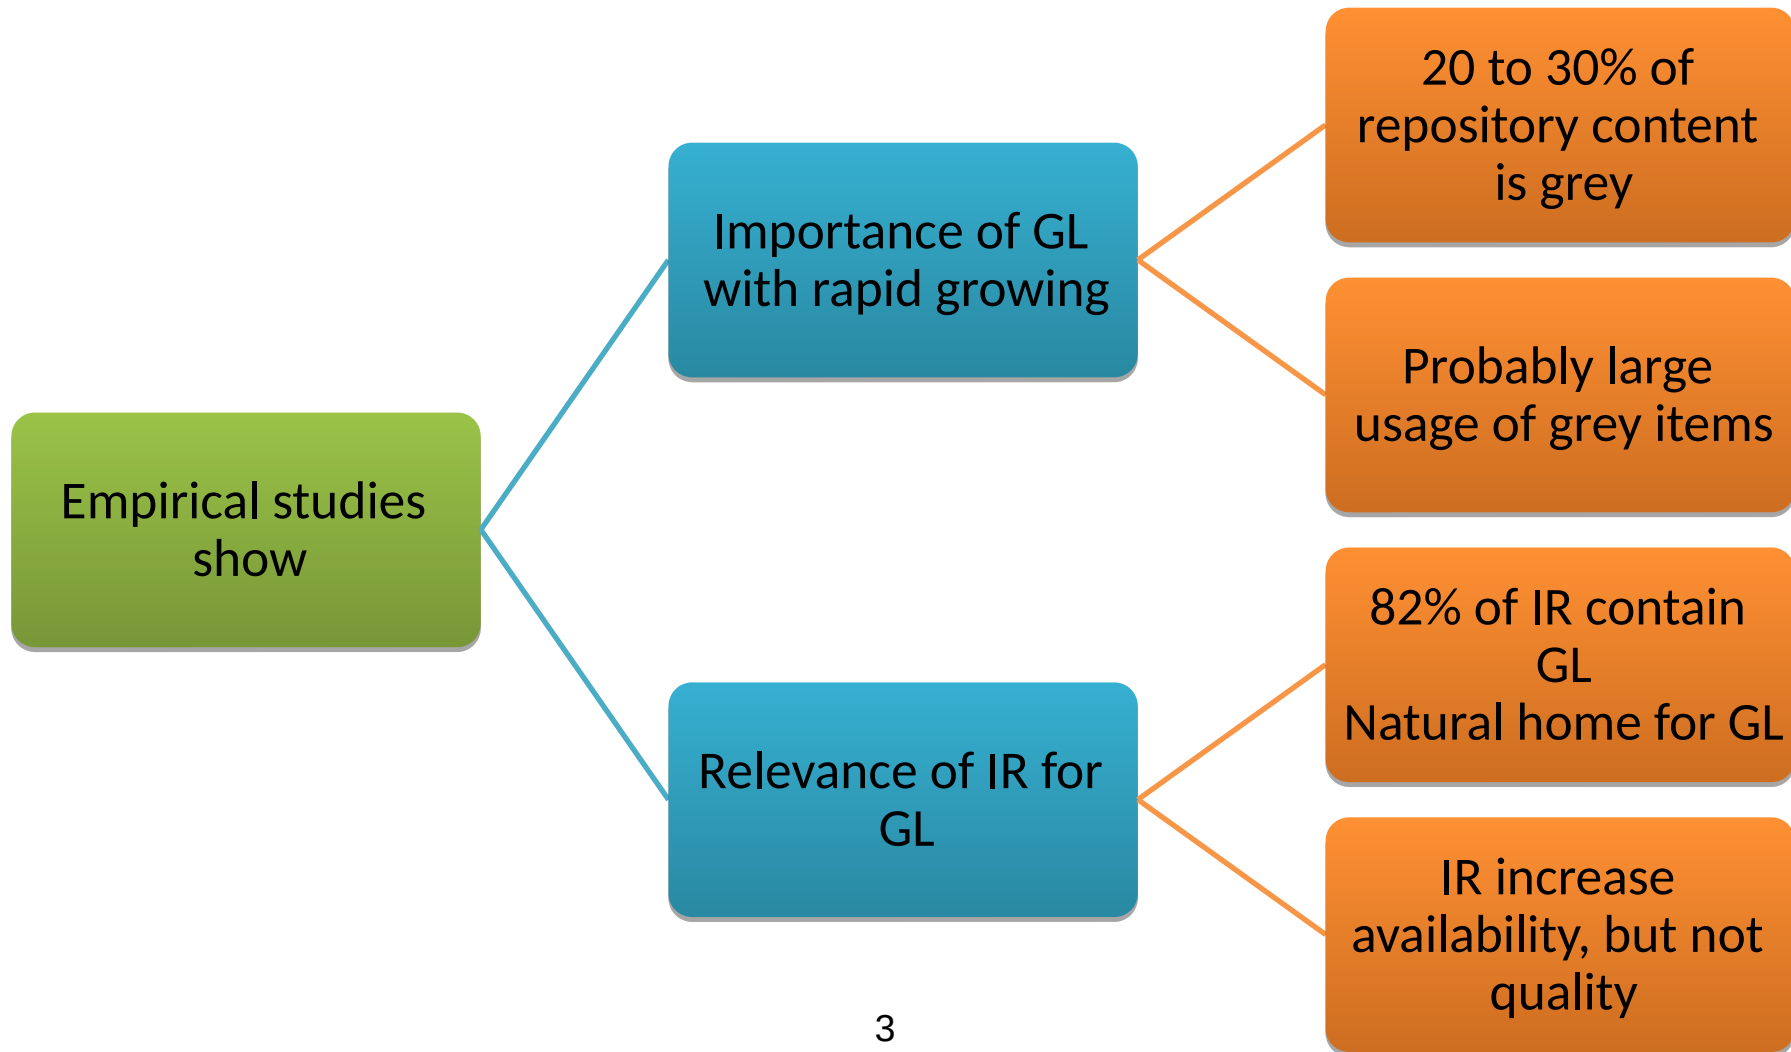 Empirical studies
show
Importance of GL
with rapid growing
20 to 30% of
repository content
is grey
Probably large
usage of grey items
Relevance of IR for
GL
82% of IR contain
GL
Natural home for GL
IR increase
availability, but not
quality
3